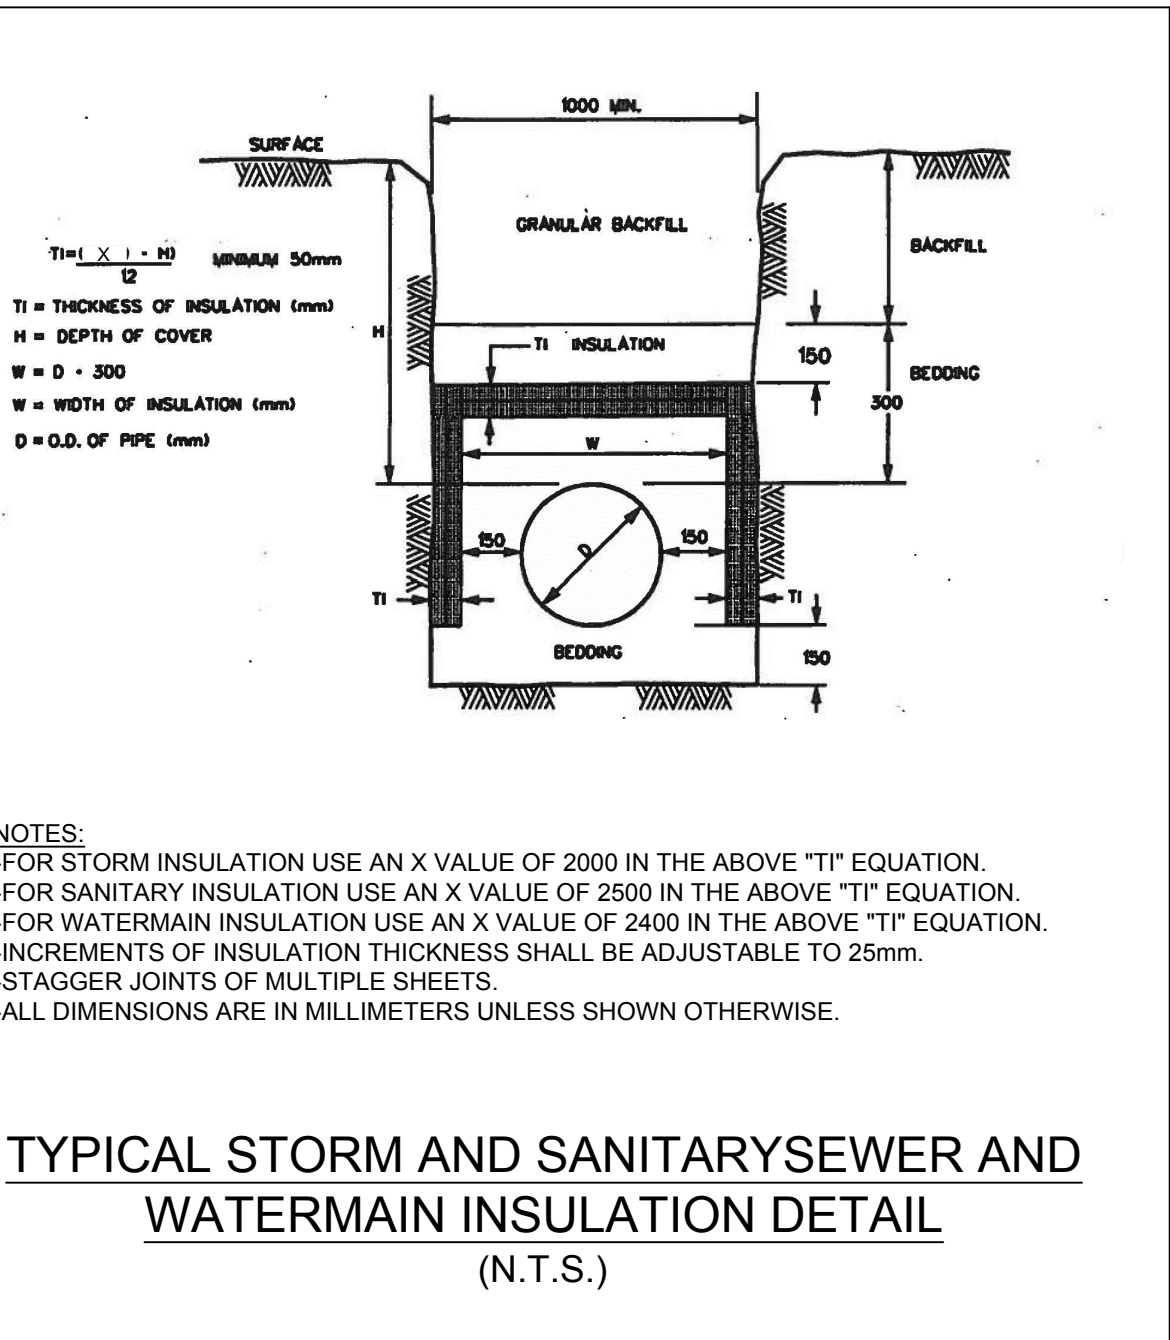 1000 MIN.
SURFACE
GRANULAR BACKFILL
BACKFILL
TI=( X ) - H)
12
MINIMUM 50mm
TI = THICKNESS OF INSULATION (mm)
H = DEPTH OF COVER
W = D + 300
W = WIDTH OF INSULATION (mm)
D = O.D. OF PIPE (mm)
H
TI INSULATION
150
BEDDING
300
W
150
D
150
TI
TI
BEDDING
150
NOTES:
-FOR STORM INSULATION USE AN X VALUE OF 2000 IN THE ABOVE "TI" EQUATION.
-FOR SANITARY INSULATION USE AN X VALUE OF 2500 IN THE ABOVE "TI" EQUATION.
-FOR WATERMAIN INSULATION USE AN X VALUE OF 2400 IN THE ABOVE "TI" EQUATION.
-INCREMENTS OF INSULATION THICKNESS SHALL BE ADJUSTABLE TO 25mm.
-STAGGER JOINTS OF MULTIPLE SHEETS.
-ALL DIMENSIONS ARE IN MILLIMETERS UNLESS SHOWN OTHERWISE.
TYPICAL STORM AND SANITARYSEWER AND
WATERMAIN INSULATION DETAIL
(N.T.S.)